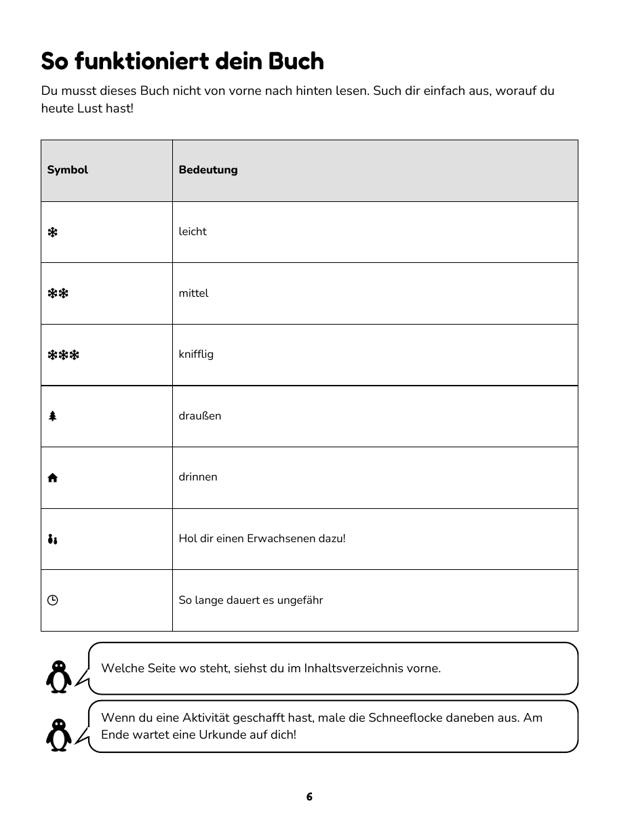 So funktioniert dein Buch
Du musst dieses Buch nicht von vorne nach hinten lesen. Such dir einfach aus, worauf du
heute Lust hast!
Symbol Bedeutung
❄ leicht
❄❄ mittel
❄❄❄ knifflig
draußen
drinnen
Hol dir einen Erwachsenen dazu!
So lange dauert es ungefähr
Welche Seite wo steht, siehst du im Inhaltsverzeichnis vorne.
Wenn du eine Aktivität geschafft hast, male die Schneeflocke daneben aus. Am
Ende wartet eine Urkunde auf dich!
6